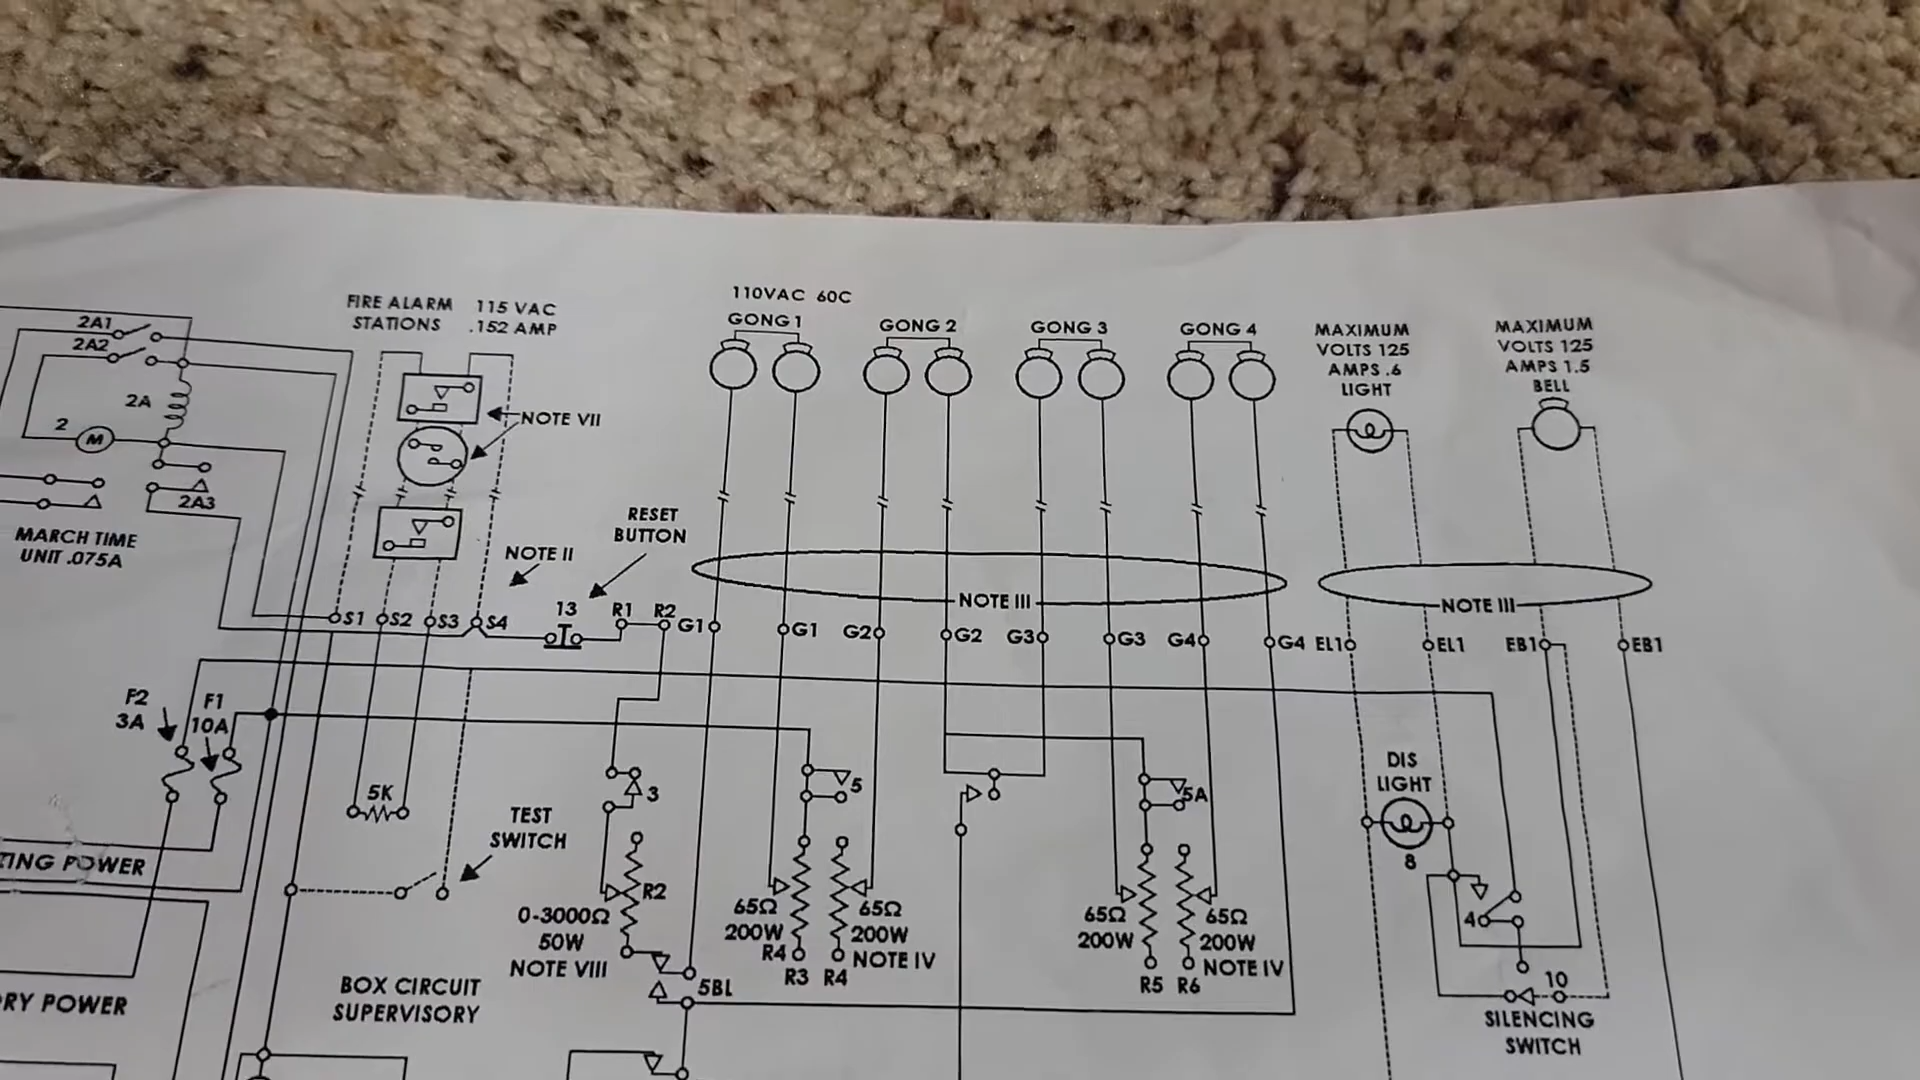 2A1
2A2
2A
2
M
2A3
MARCH TIME
UNIT .075A
FIRE ALARM
STATIONS
115 VAC
.152 AMP
NOTE VII
NOTE II
RESET
BUTTON
110VAC 60C
GONG 1
GONG 2
GONG 3
GONG 4
MAXIMUM
VOLTS 125
AMPS .6
LIGHT
MAXIMUM
VOLTS 125
AMPS 1.5
BELL
NOTE III
NOTE III
S1
S2
S3
S4
13
R1
R2
G1
G1
G2
G2
G3
G3
G4
G4
EL1
EL1
EB1
EB1
F2
3A
F1
10A
5K
TEST
SWITCH
3
R2
0-3000Ω
50W
NOTE VIII
5
65Ω
200W
R4
R3
65Ω
200W
NOTE IV
R4
5BL
5A
65Ω
200W
R5
65Ω
200W
NOTE IV
R6
DIS
LIGHT
8
4
10
SILENCING
SWITCH
TING POWER
RY POWER
BOX CIRCUIT
SUPERVISORY